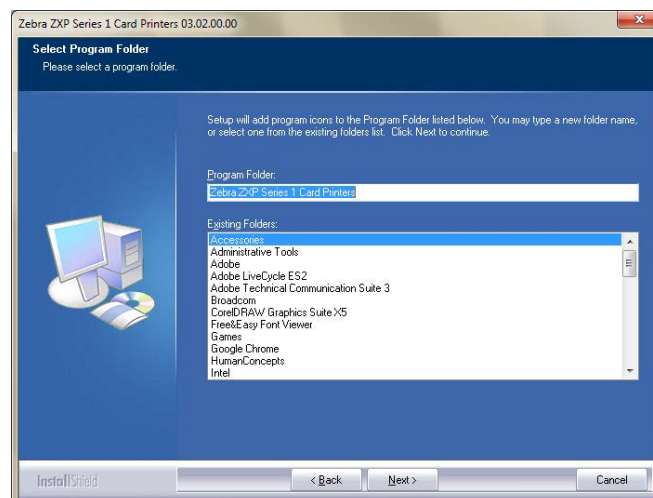 Zebra ZXP Series 1 Card Printers 03.02.00.00
Select Program Folder
Please select a program folder.
Setup will add program icons to the Program Folder listed below. You may type a new folder name,
or select one from the existing folders list. Click Next to continue.
Program Folder:
Zebra ZXP Series 1 Card Printers
Existing Folders:
Accessories
Administrative Tools
Adobe
Adobe LiveCycle ES2
Adobe Technical Communication Suite 3
Broadcom
CorelDRAW Graphics Suite X5
Free&Easy Font Viewer
Games
Google Chrome
HumanConcepts
Intel
InstallShield
< Back
Next >
Cancel